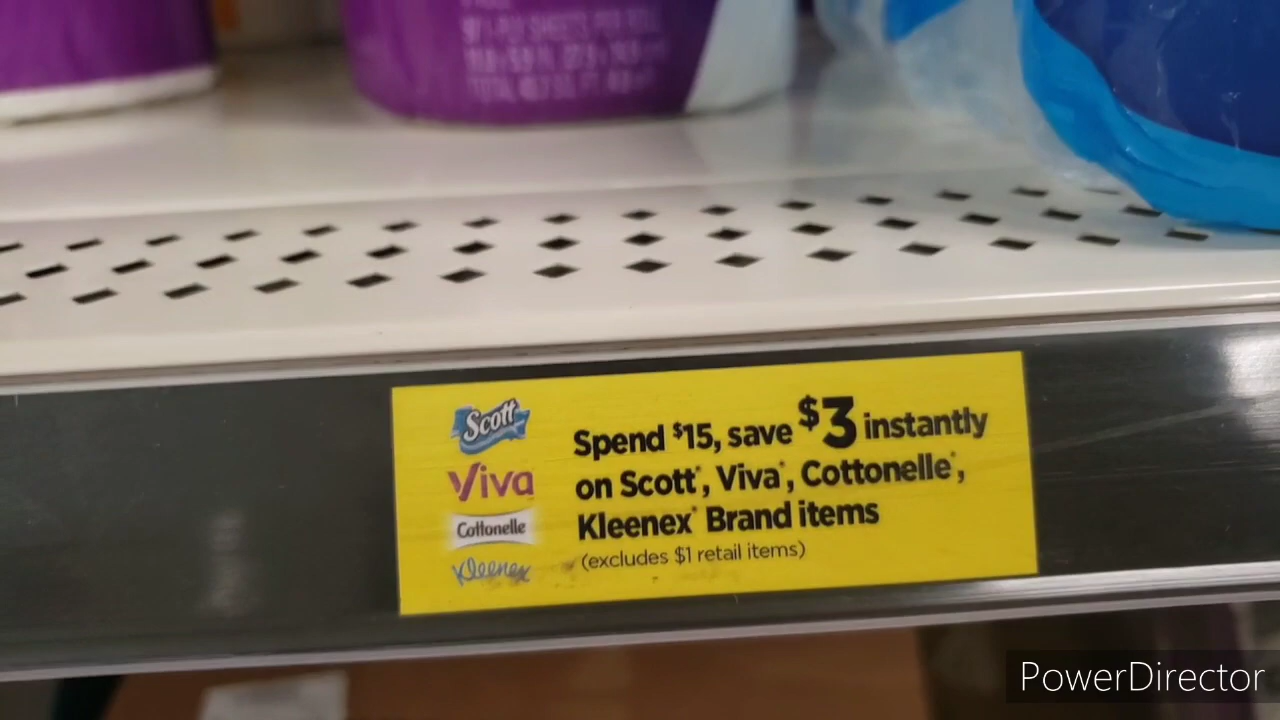 Scott
Viva
Cottonelle
Kleenex
Spend $15, save $3 instantly
on Scott®, Viva®, Cottonelle®,
Kleenex® Brand items
(excludes $1 retail items)
PowerDirector